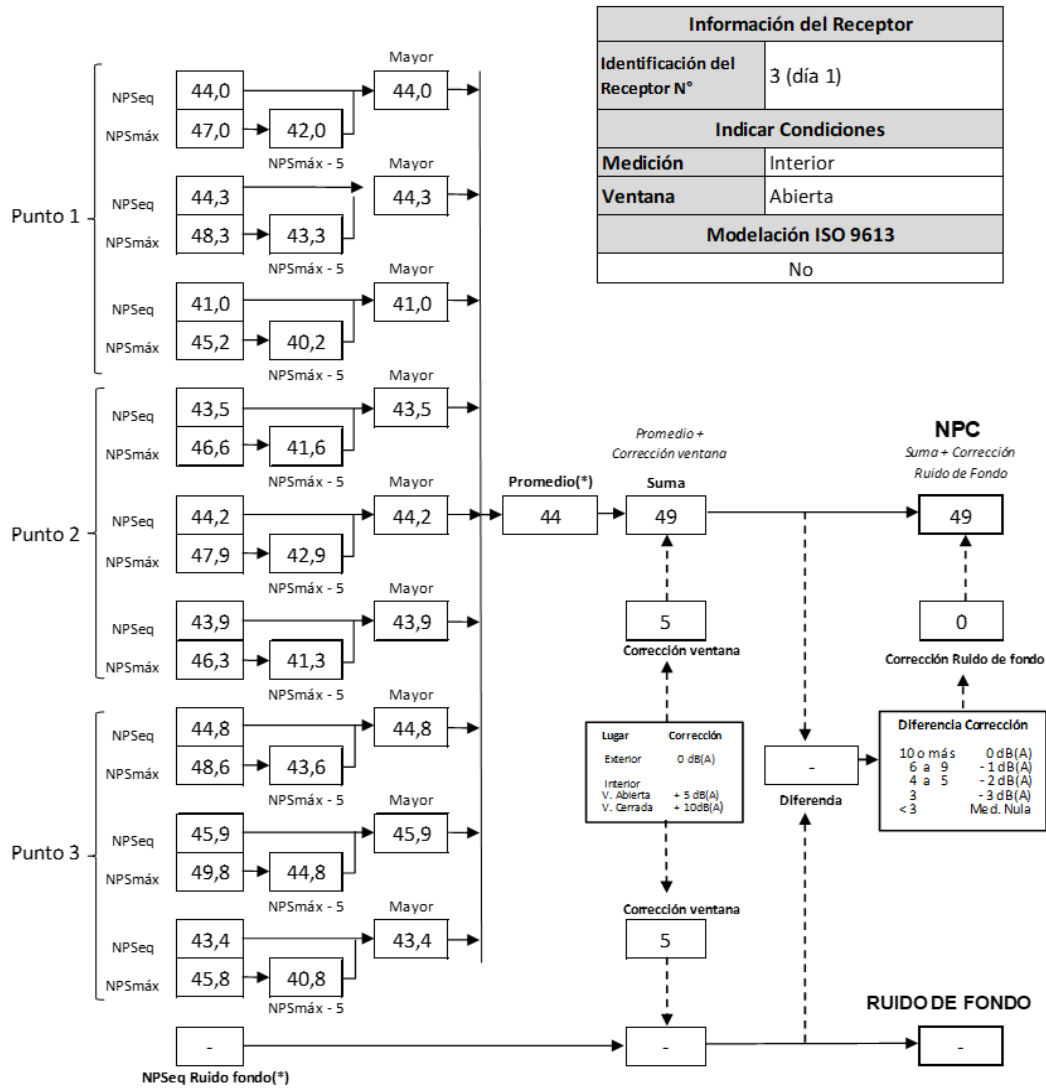 Información del Receptor
Identificación del Receptor N° 3 (día 1)
Indicar Condiciones
Medición Interior
Ventana Abierta
Modelación ISO 9613
No
Punto 1
Mayor
NPSeq 44,0 44,0
NPSmáx 47,0 42,0
NPSmáx - 5
Mayor
NPSeq 44,3 44,3
NPSmáx 48,3 43,3
NPSmáx - 5
Mayor
NPSeq 41,0 41,0
NPSmáx 45,2 40,2
NPSmáx - 5
Punto 2
Mayor
NPSeq 43,5 43,5
NPSmáx 46,6 41,6
NPSmáx - 5
Mayor
NPSeq 44,2 44,2
NPSmáx 47,9 42,9
NPSmáx - 5
Mayor
NPSeq 43,9 43,9
NPSmáx 46,3 41,3
NPSmáx - 5
Punto 3
Mayor
NPSeq 44,8 44,8
NPSmáx 48,6 43,6
NPSmáx - 5
Mayor
NPSeq 45,9 45,9
NPSmáx 49,8 44,8
NPSmáx - 5
Mayor
NPSeq 43,4 43,4
NPSmáx 45,8 40,8
NPSmáx - 5
-
NPSeq Ruido fondo(*)
Promedio(*)
44
Promedio +
Corrección ventana
Suma
49
5
Corrección ventana
Lugar Corrección
Exterior 0 dB(A)
Interior
V. Abierta + 5 dB(A)
V. Cerrada + 10dB(A)
Corrección ventana
5
-
-
Diferenda
NPC
Suma + Corrección
Ruido de Fondo
49
0
Corrección Ruido de fondo
Diferencia Corrección
10 o más 0 dB(A)
6 a 9 - 1 dB(A)
4 a 5 - 2 dB(A)
3 - 3 dB(A)
< 3 Med. Nula
RUIDO DE FONDO
-